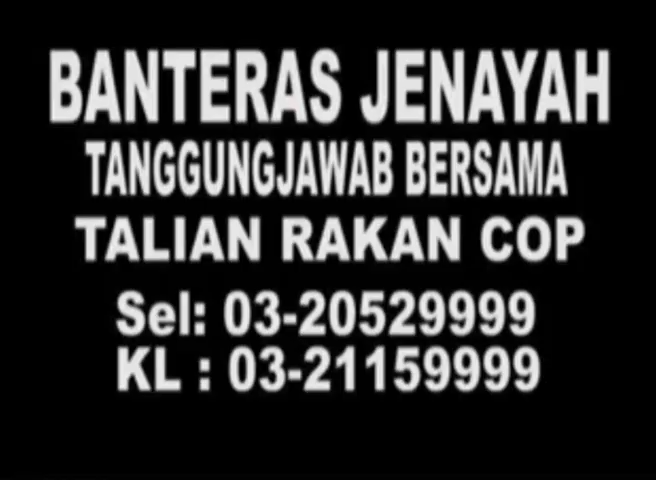 BANTERAS JENAYAH
TANGGUNGJAWAB BERSAMA
TALIAN RAKAN COP
Sel: 03-20529999
KL : 03-21159999